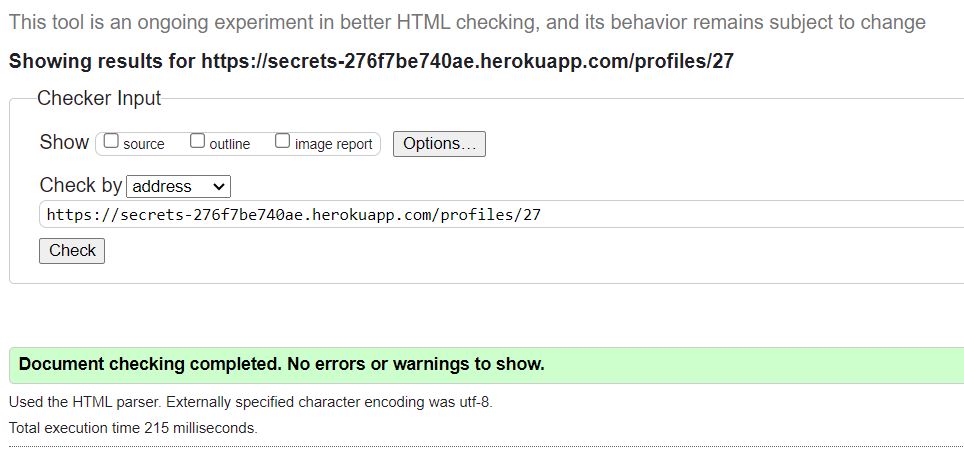 This tool is an ongoing experiment in better HTML checking, and its behavior remains subject to change
Showing results for https://secrets-276f7be740ae.herokuapp.com/profiles/27
Checker Input
Show source outline image report Options...
Check by address
https://secrets-276f7be740ae.herokuapp.com/profiles/27
Check
Document checking completed. No errors or warnings to show.
Used the HTML parser. Externally specified character encoding was utf-8.
Total execution time 215 milliseconds.